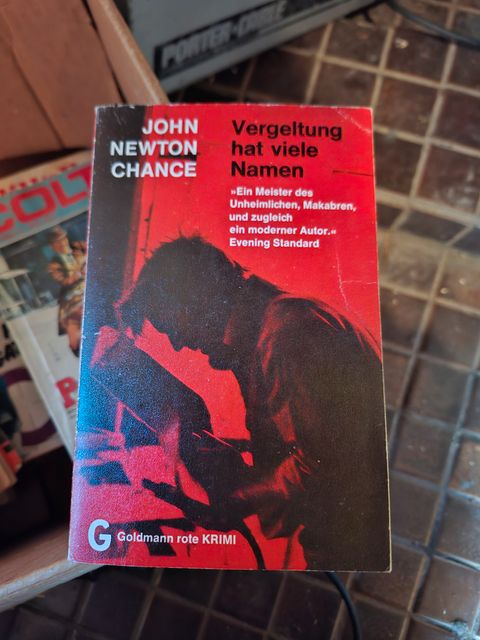 PORTER-CABLE
JOHN
NEWTON
CHANCE
Vergeltung
hat viele
Namen
»Ein Meister des
Unheimlichen, Makabren,
und zugleich
ein moderner Autor.«
Evening Standard
COLT
G Goldmann rote KRIMI